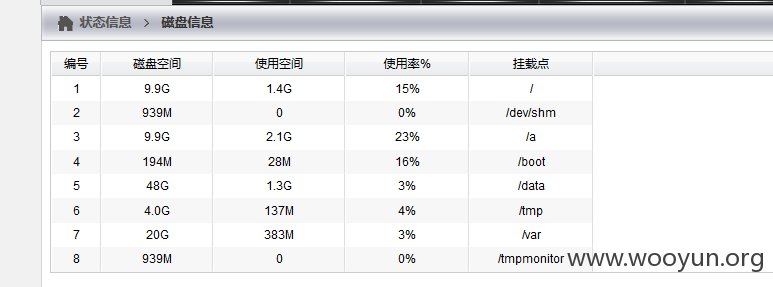 状态信息 > 磁盘信息
编号 磁盘空间 使用空间 使用率% 挂载点
1 9.9G 1.4G 15% /
2 939M 0 0% /dev/shm
3 9.9G 2.1G 23% /a
4 194M 28M 16% /boot
5 48G 1.3G 3% /data
6 4.0G 137M 4% /tmp
7 20G 383M 3% /var
8 939M 0 0% /tmpmonitor
www.wooyun.org